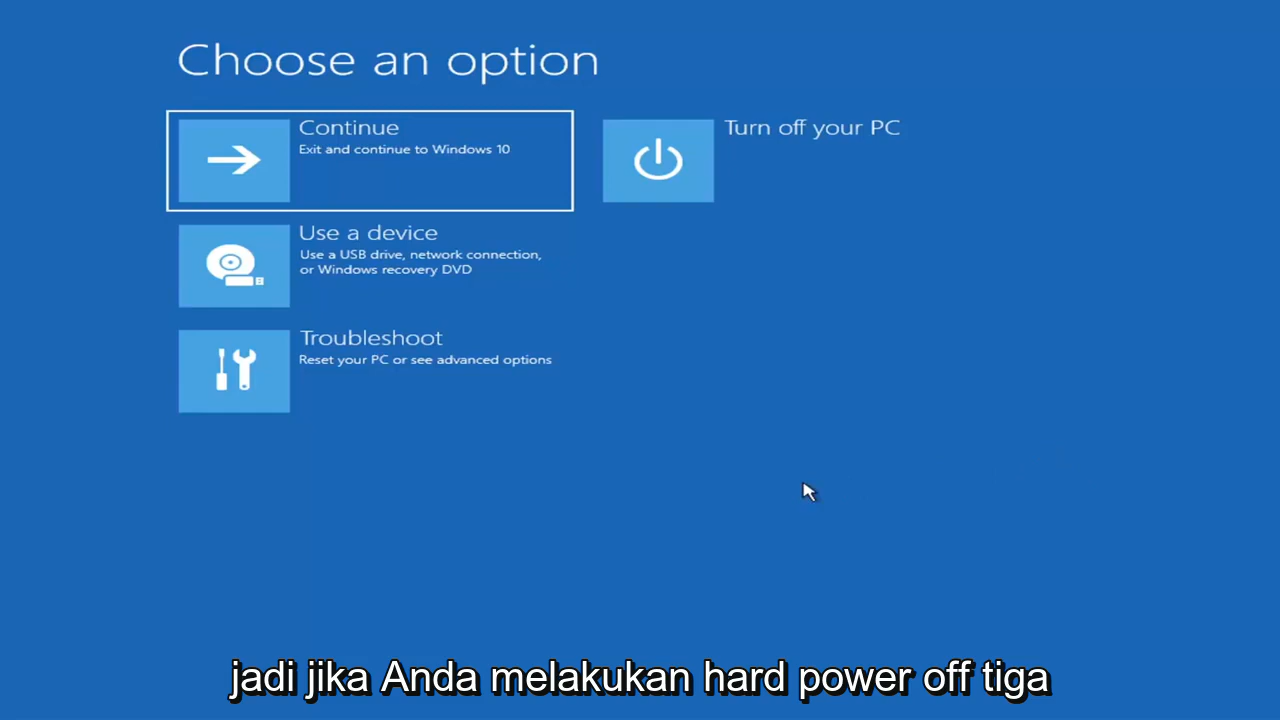 Choose an option
Continue
Exit and continue to Windows 10
Turn off your PC
Use a device
Use a USB drive, network connection,
or Windows recovery DVD
Troubleshoot
Reset your PC or see advanced options
jadi jika Anda melakukan hard power off tiga